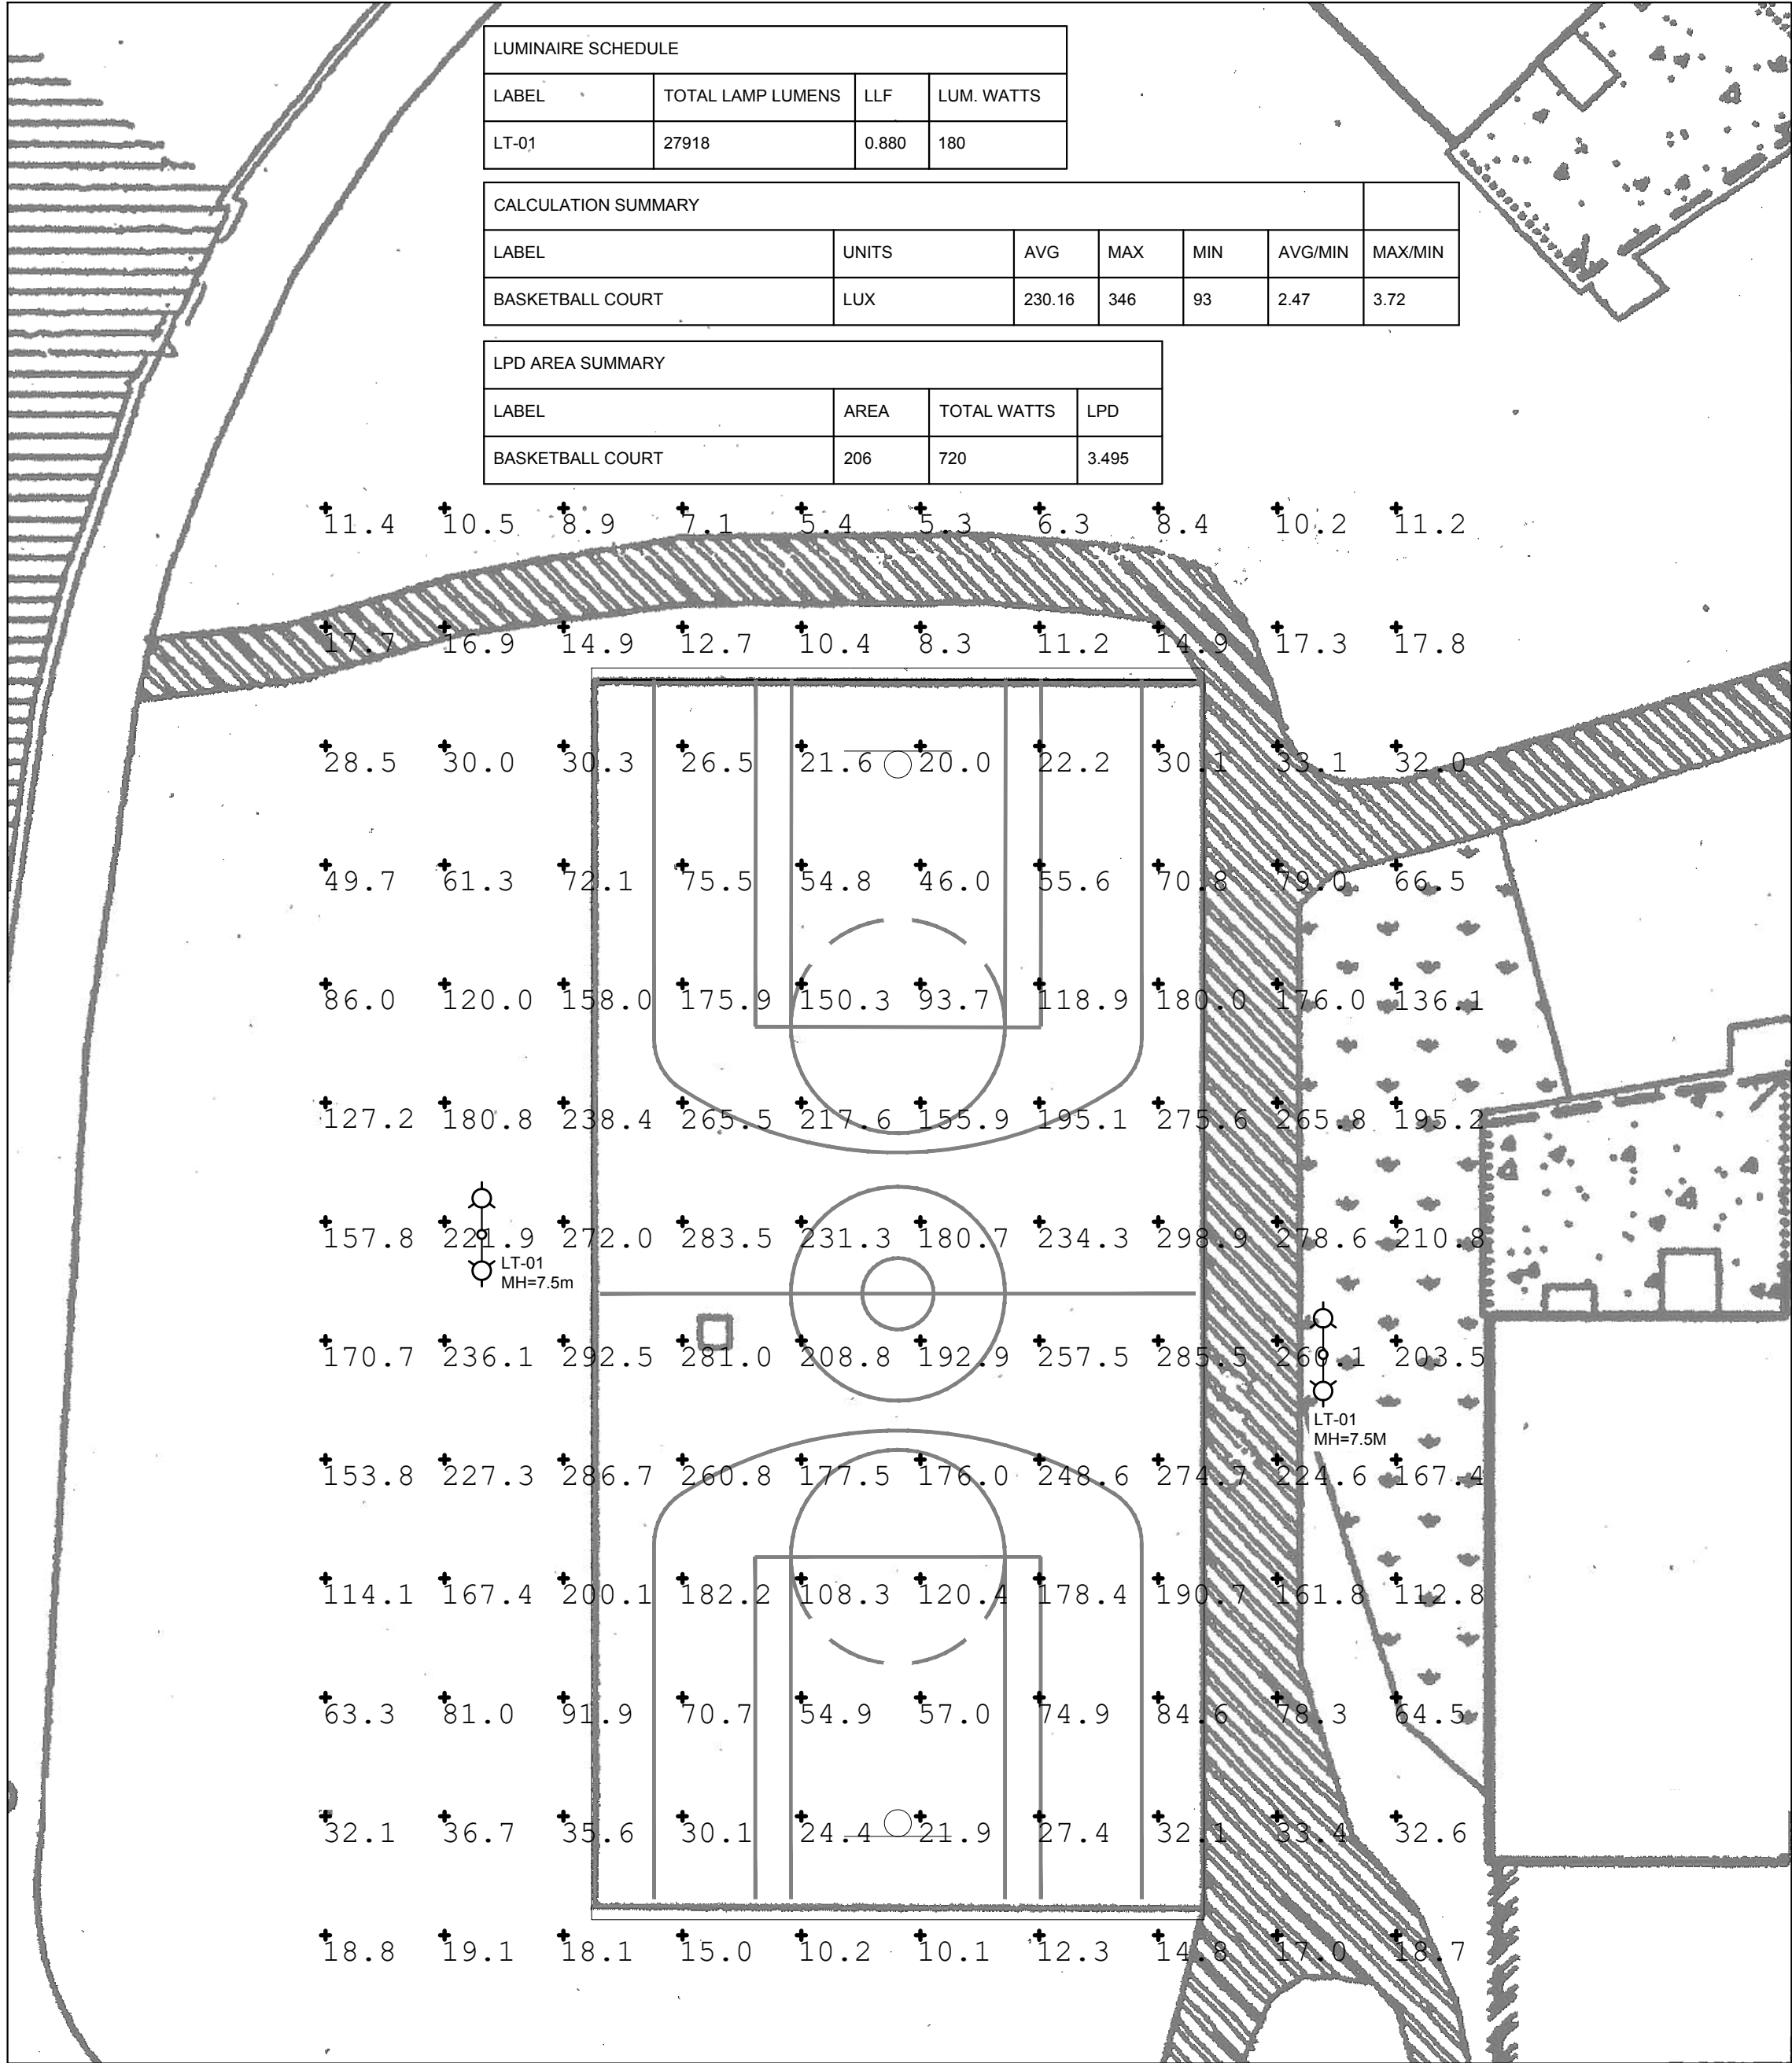 LUMINAIRE SCHEDULE
LABEL TOTAL LAMP LUMENS LLF LUM. WATTS
LT-01 27918 0.880 180
CALCULATION SUMMARY
LABEL UNITS AVG MAX MIN AVG/MIN MAX/MIN
BASKETBALL COURT LUX 230.16 346 93 2.47 3.72
LPD AREA SUMMARY
LABEL AREA TOTAL WATTS LPD
BASKETBALL COURT 206 720 3.495
11.4 10.5 8.9 7.1 5.4 5.3 6.3 8.4 10.2 11.2
17.7 16.9 14.9 12.7 10.4 8.3 11.2 14.9 17.3 17.8
28.5 30.0 30.3 26.5 21.6 20.0 22.2 30.1 33.1 32.0
49.7 61.3 72.1 75.5 54.8 46.0 55.6 70.8 79.0 66.5
86.0 120.0 158.0 175.9 150.3 93.7 118.9 180.0 176.0 136.1
127.2 180.8 238.4 265.5 217.6 155.9 195.1 275.6 265.8 195.2
157.8 221.9 272.0 283.5 231.3 180.7 234.3 298.9 278.6 210.8
LT-01
MH=7.5m
170.7 236.1 292.5 281.0 208.8 192.9 257.5 285.5 260.1 203.5
LT-01
MH=7.5M
153.8 227.3 286.7 260.8 177.5 176.0 248.6 274.7 224.6 167.4
114.1 167.4 200.1 182.2 108.3 120.4 178.4 190.7 161.8 112.8
63.3 81.0 91.9 70.7 54.9 57.0 74.9 84.6 78.3 64.5
32.1 36.7 35.6 30.1 24.4 21.9 27.4 32.1 33.4 32.6
18.8 19.1 18.1 15.0 10.2 10.1 12.3 14.8 17.0 18.7